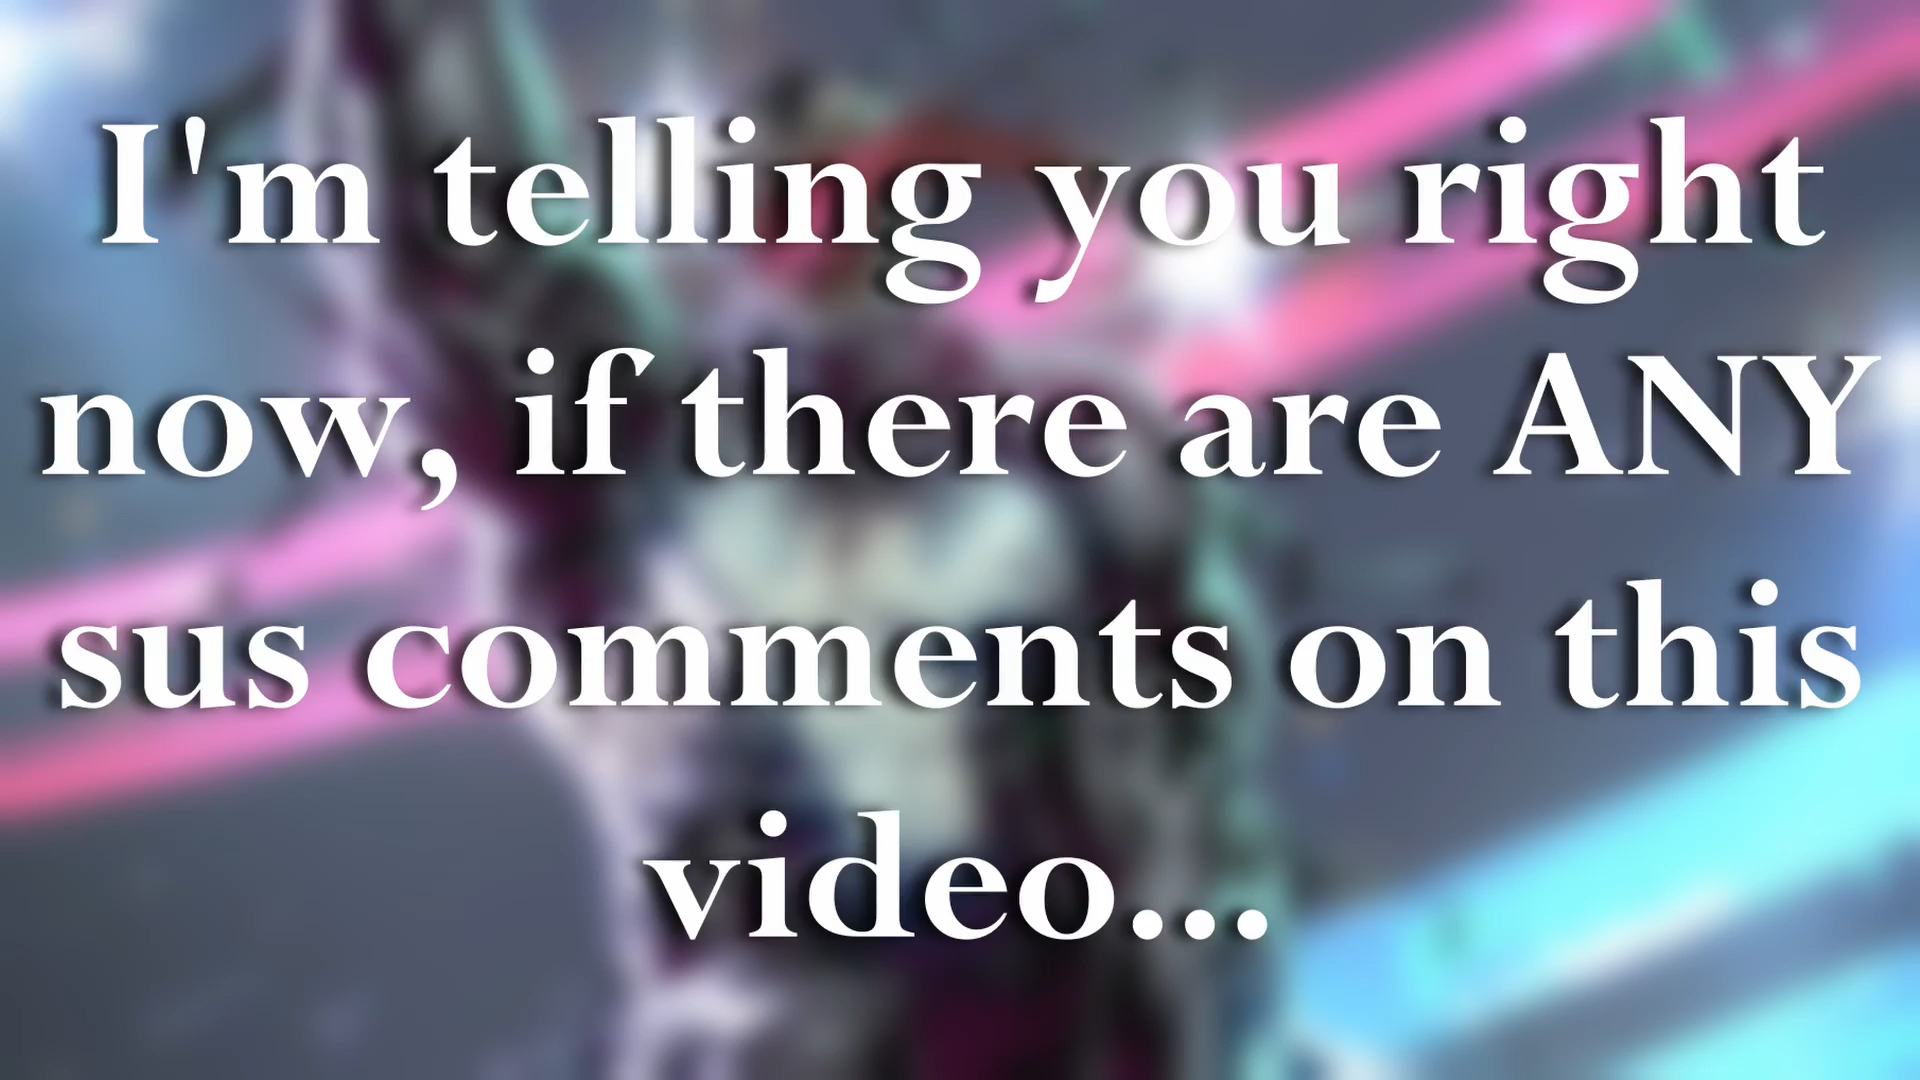 I'm telling you right
now, if there are ANY
sus comments on this
video...